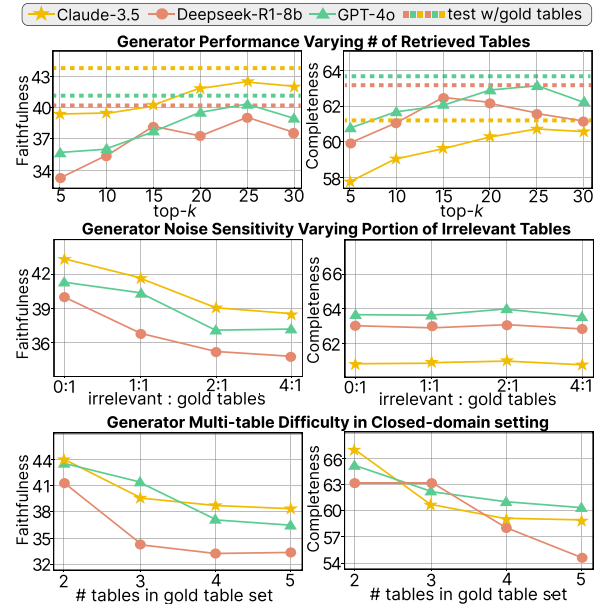 Claude-3.5 Deepseek-R1-8b GPT-4o test w/gold tables
Generator Performance Varying # of Retrieved Tables
Faithfulness
43
40
37
34
5 10 15 20 25 30
top-k
Completeness
64
62
60
58
5 10 15 20 25 30
top-k
Generator Noise Sensitivity Varying Portion of Irrelevant Tables
Faithfulness
42
39
36
0:1 1:1 2:1 4:1
irrelevant : gold tables
Completeness
66
64
62
0:1 1:1 2:1 4:1
irrelevant : gold tables
Generator Multi-table Difficulty in Closed-domain setting
Faithfulness
44
41
38
35
32
2 3 4 5
# tables in gold table set
Completeness
66
63
60
57
54
2 3 4 5
# tables in gold table set